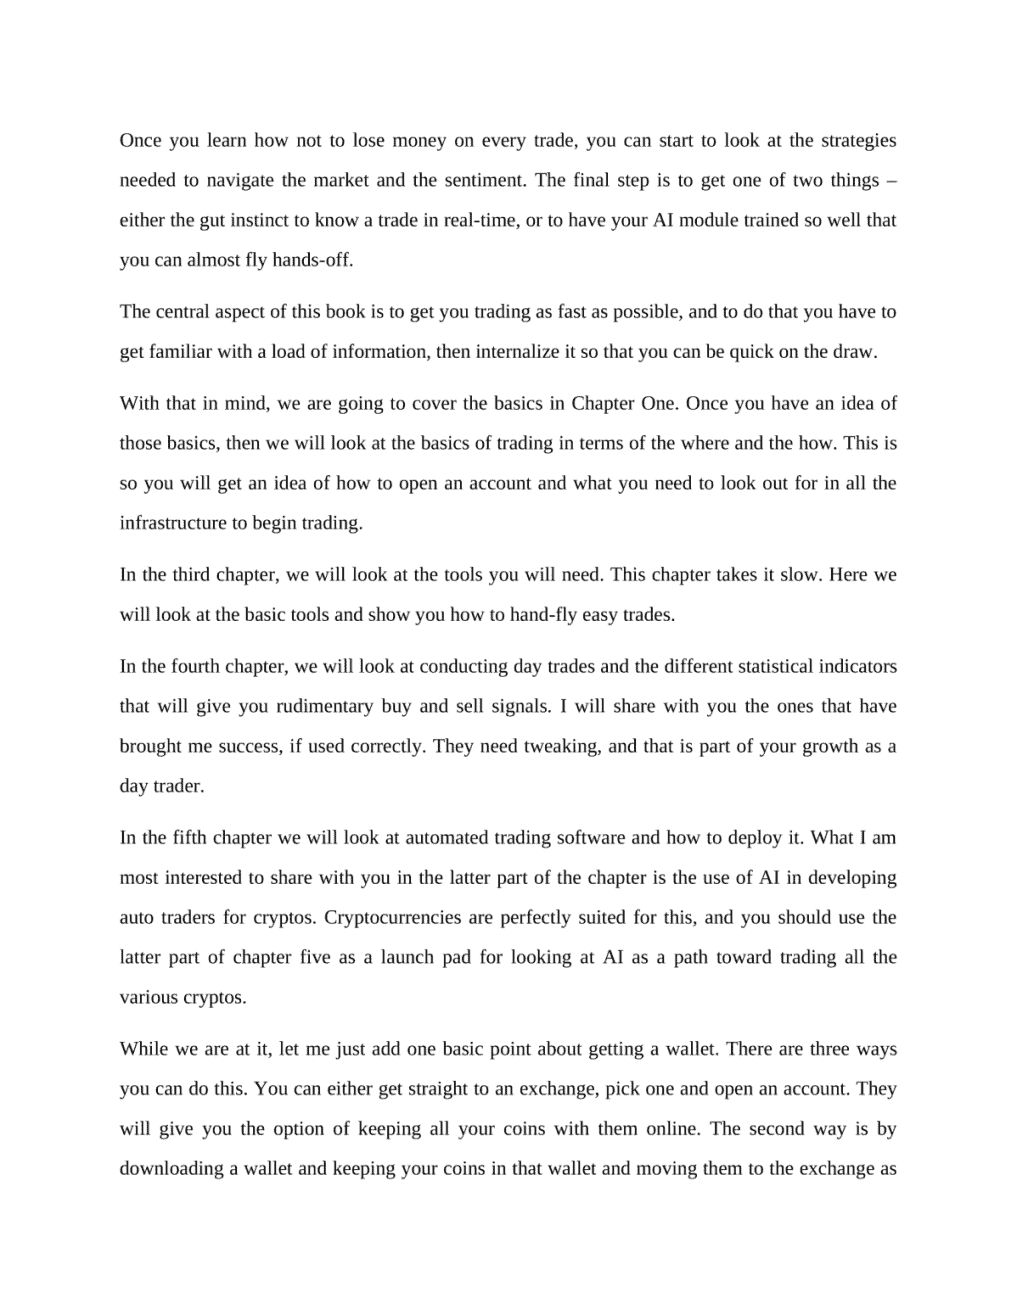 Once you learn how not to lose money on every trade, you can start to look at the strategies
needed to navigate the market and the sentiment. The final step is to get one of two things –
either the gut instinct to know a trade in real-time, or to have your AI module trained so well that
you can almost fly hands-off.
The central aspect of this book is to get you trading as fast as possible, and to do that you have to
get familiar with a load of information, then internalize it so that you can be quick on the draw.
With that in mind, we are going to cover the basics in Chapter One. Once you have an idea of
those basics, then we will look at the basics of trading in terms of the where and the how. This is
so you will get an idea of how to open an account and what you need to look out for in all the
infrastructure to begin trading.
In the third chapter, we will look at the tools you will need. This chapter takes it slow. Here we
will look at the basic tools and show you how to hand-fly easy trades.
In the fourth chapter, we will look at conducting day trades and the different statistical indicators
that will give you rudimentary buy and sell signals. I will share with you the ones that have
brought me success, if used correctly. They need tweaking, and that is part of your growth as a
day trader.
In the fifth chapter we will look at automated trading software and how to deploy it. What I am
most interested to share with you in the latter part of the chapter is the use of AI in developing
auto traders for cryptos. Cryptocurrencies are perfectly suited for this, and you should use the
latter part of chapter five as a launch pad for looking at AI as a path toward trading all the
various cryptos.
While we are at it, let me just add one basic point about getting a wallet. There are three ways
you can do this. You can either get straight to an exchange, pick one and open an account. They
will give you the option of keeping all your coins with them online. The second way is by
downloading a wallet and keeping your coins in that wallet and moving them to the exchange as